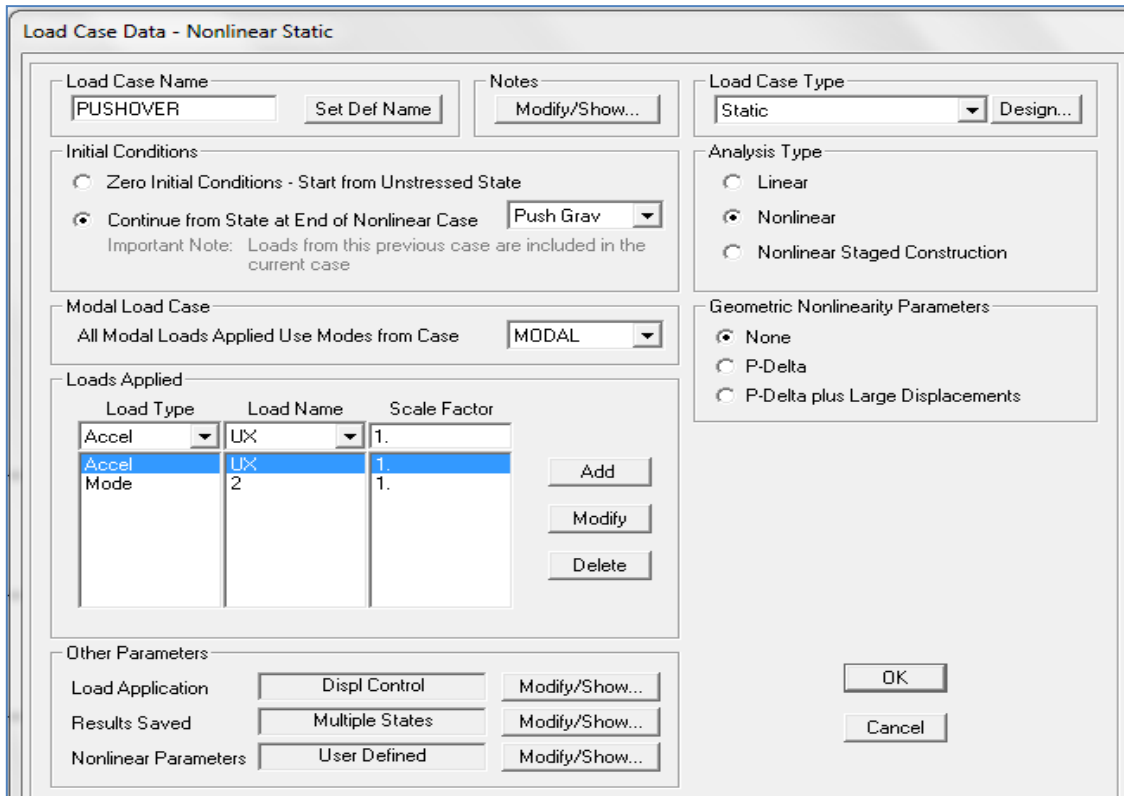 Load Case Data - Nonlinear Static
Load Case Name
PUSHOVER
Set Def Name
Notes
Modify/Show...
Load Case Type
Static
Design...
Initial Conditions
Zero Initial Conditions - Start from Unstressed State
Continue from State at End of Nonlinear Case
Push Grav
Important Note: Loads from this previous case are included in the
current case
Analysis Type
Linear
Nonlinear
Nonlinear Staged Construction
Modal Load Case
All Modal Loads Applied Use Modes from Case
MODAL
Geometric Nonlinearity Parameters
None
P-Delta
P-Delta plus Large Displacements
Loads Applied
Load Type Load Name Scale Factor
Accel UX 1.
Accel UX 1.
Mode 2 1.
Add
Modify
Delete
Other Parameters
Load Application Displ Control Modify/Show...
Results Saved Multiple States Modify/Show...
Nonlinear Parameters User Defined Modify/Show...
OK
Cancel